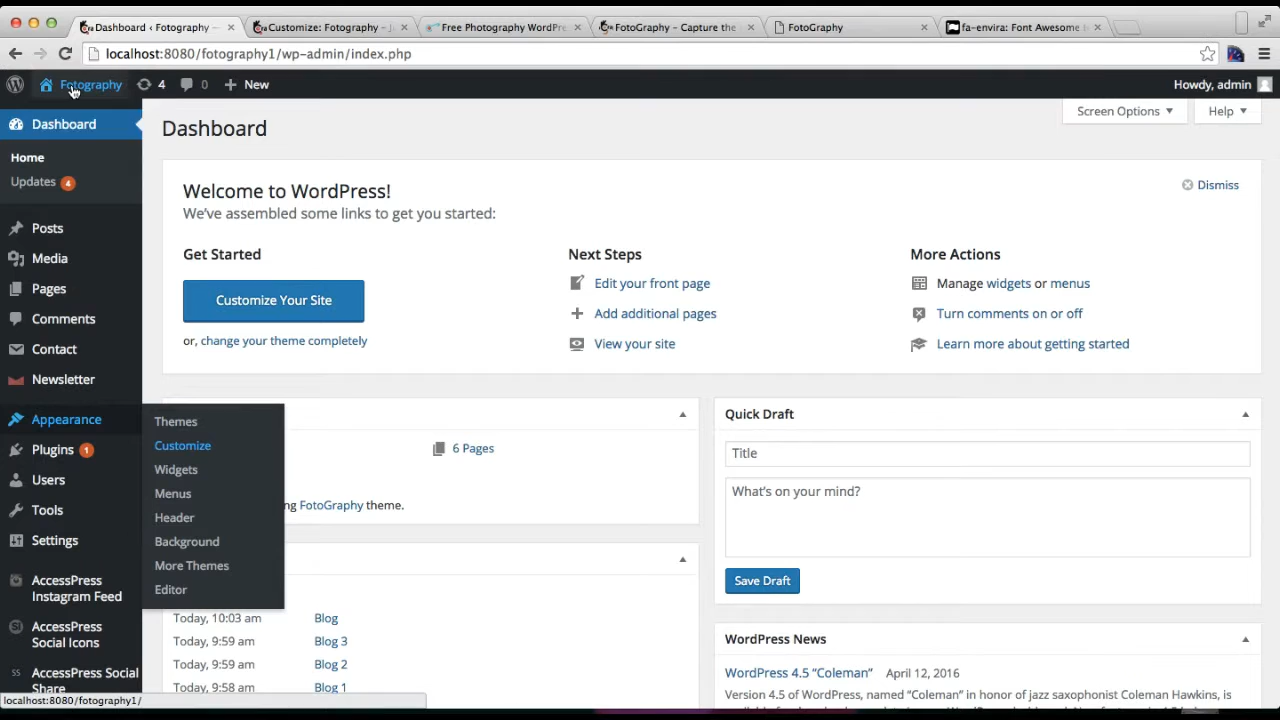 Dashboard ‹ Fotography —
Customize: Fotography –
Free Photography WordPre
FotoGraphy – Capture the
FotoGraphy
fa-envira: Font Awesome
localhost:8080/fotography1/wp-admin/index.php
Fotography
4
0
New
Howdy, admin
Dashboard
Home
Updates 4
Posts
Media
Pages
Comments
Contact
Newsletter
Appearance
Plugins 1
Users
Tools
Settings
AccessPress
Instagram Feed
AccessPress
Social Icons
AccessPress Social
Share
Themes
Customize
Widgets
Menus
Header
Background
More Themes
Editor
Dashboard
Screen Options
Help
Welcome to WordPress!
We've assembled some links to get you started:
Dismiss
Get Started
Customize Your Site
or, change your theme completely
Next Steps
Edit your front page
Add additional pages
View your site
More Actions
Manage widgets or menus
Turn comments on or off
Learn more about getting started
6 Pages
ng FotoGraphy theme.
Today, 10:03 am Blog
Today, 9:59 am Blog 3
Today, 9:59 am Blog 2
Today, 9:58 am Blog 1
Quick Draft
Title
What's on your mind?
Save Draft
WordPress News
WordPress 4.5 "Coleman" April 12, 2016
Version 4.5 of WordPress, named "Coleman" in honor of jazz saxophonist Coleman Hawkins, is
localhost:8080/fotography1/